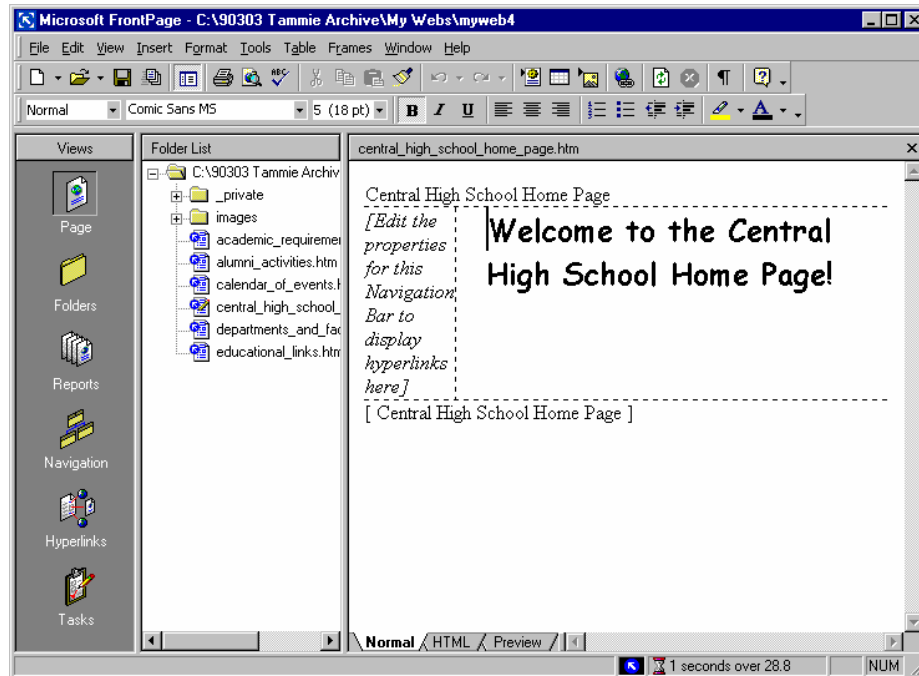 Microsoft FrontPage - C:\90303 Tammie Archive\My Webs\myweb4
File Edit View Insert Format Tools Table Frames Window Help
Normal Comic Sans MS 5 (18 pt) B I U A
Views
Page
Folders
Reports
Navigation
Hyperlinks
Tasks
Folder List
C:\90303 Tammie Archiv
_private
images
academic_requiremen
alumni_activities.htm
calendar_of_events.h
central_high_school_
departments_and_fac
educational_links.htm
central_high_school_home_page.htm
Central High School Home Page
[Edit the
properties
for this
Navigation
Bar to
display
hyperlinks
here]
Welcome to the Central
High School Home Page!
[ Central High School Home Page ]
Normal HTML Preview
1 seconds over 28.8 NUM